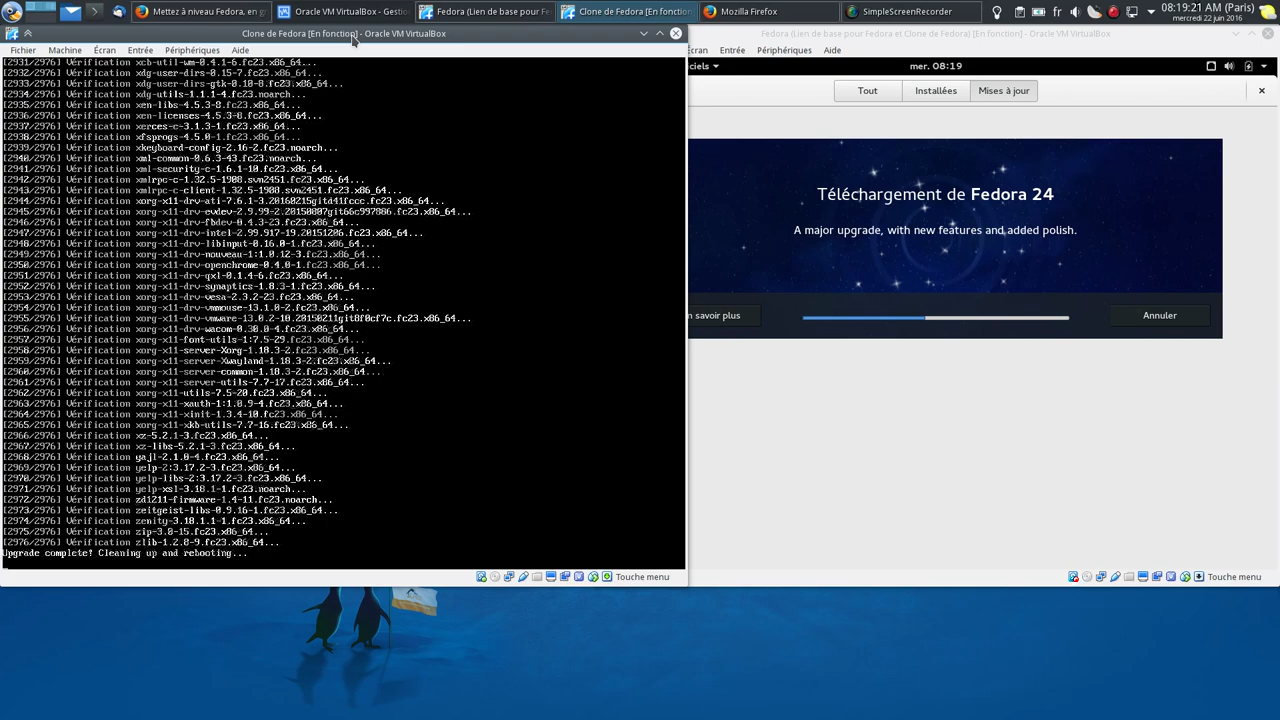 Mettez à niveau Fedora, en g
Oracle VM VirtualBox - Gestio
Fedora (Lien de base pour Fe
Clone de Fedora [En fonction
Mozilla Firefox
SimpleScreenRecorder
fr
08:19:21 AM (Paris)
mercredi 22 juin 2016
Clone de Fedora [En fonction] - Oracle VM VirtualBox
Fichier Machine Écran Entrée Périphériques Aide
[2931/2976] Vérification xcb-util-wm-0.4.1-6.fc23.x86_64...
[2932/2976] Vérification xdg-user-dirs-0.15-7.fc23.x86_64...
[2933/2976] Vérification xdg-user-dirs-gtk-0.10-8.fc23.x86_64...
[2934/2976] Vérification xdg-utils-1.1.1-4.fc23.noarch...
[2935/2976] Vérification xen-libs-4.5.3-8.fc23.x86_64...
[2936/2976] Vérification xen-licenses-4.5.3-8.fc23.x86_64...
[2937/2976] Vérification xerces-c-3.1.3-1.fc23.x86_64...
[2938/2976] Vérification xfsprogs-4.5.0-1.fc23.x86_64...
[2939/2976] Vérification xkeyboard-config-2.16-2.fc23.noarch...
[2940/2976] Vérification xml-common-0.6.3-43.fc23.noarch...
[2941/2976] Vérification xml-security-c-1.6.1-10.fc23.x86_64...
[2942/2976] Vérification xmlrpc-c-1.32.5-1908.svn2451.fc23.x86_64...
[2943/2976] Vérification xmlrpc-c-client-1.32.5-1908.svn2451.fc23.x86_64...
[2944/2976] Vérification xorg-x11-drv-ati-7.6.1-3.20160215gitd41fccc.fc23.x86_64...
[2945/2976] Vérification xorg-x11-drv-evdev-2.9.99-2.20150807git66c997886.fc23.x86_64...
[2946/2976] Vérification xorg-x11-drv-fbdev-0.4.3-23.fc23.x86_64...
[2947/2976] Vérification xorg-x11-drv-intel-2.99.917-19.20151206.fc23.x86_64...
[2948/2976] Vérification xorg-x11-drv-libinput-0.16.0-1.fc23.x86_64...
[2949/2976] Vérification xorg-x11-drv-nouveau-1:1.0.12-3.fc23.x86_64...
[2950/2976] Vérification xorg-x11-drv-openchrome-0.4.0-1.fc23.x86_64...
[2951/2976] Vérification xorg-x11-drv-qxl-0.1.4-6.fc23.x86_64...
[2952/2976] Vérification xorg-x11-drv-synaptics-1.8.3-1.fc23.x86_64...
[2953/2976] Vérification xorg-x11-drv-vesa-2.3.2-23.fc23.x86_64...
[2954/2976] Vérification xorg-x11-drv-vmmouse-13.1.0-2.fc23.x86_64...
[2955/2976] Vérification xorg-x11-drv-vmware-13.0.2-10.20150211git8f0cf7c.fc23.x86_64...
[2956/2976] Vérification xorg-x11-drv-wacom-0.30.0-4.fc23.x86_64...
[2957/2976] Vérification xorg-x11-font-utils-1:7.5-29.fc23.x86_64...
[2958/2976] Vérification xorg-x11-server-Xorg-1.18.3-2.fc23.x86_64...
[2959/2976] Vérification xorg-x11-server-Xwayland-1.18.3-2.fc23.x86_64...
[2960/2976] Vérification xorg-x11-server-common-1.18.3-2.fc23.x86_64...
[2961/2976] Vérification xorg-x11-server-utils-7.7-17.fc23.x86_64...
[2962/2976] Vérification xorg-x11-utils-7.5-20.fc23.x86_64...
[2963/2976] Vérification xorg-x11-xauth-1:1.0.9-4.fc23.x86_64...
[2964/2976] Vérification xorg-x11-xinit-1.3.4-10.fc23.x86_64...
[2965/2976] Vérification xorg-x11-xkb-utils-7.7-16.fc23.x86_64...
[2966/2976] Vérification xz-5.2.1-3.fc23.x86_64...
[2967/2976] Vérification xz-libs-5.2.1-3.fc23.x86_64...
[2968/2976] Vérification yajl-2.1.0-4.fc23.x86_64...
[2969/2976] Vérification yelp-2:3.17.2-3.fc23.x86_64...
[2970/2976] Vérification yelp-libs-2:3.17.2-3.fc23.x86_64...
[2971/2976] Vérification yelp-xsl-3.18.1-1.fc23.noarch...
[2972/2976] Vérification zd1211-firmware-1.4-11.fc23.noarch...
[2973/2976] Vérification zeitgeist-libs-0.9.16-1.fc23.x86_64...
[2974/2976] Vérification zenity-3.18.1.1-1.fc23.x86_64...
[2975/2976] Vérification zip-3.0-15.fc23.x86_64...
[2976/2976] Vérification zlib-1.2.8-9.fc23.x86_64...
Upgrade complete! Cleaning up and rebooting...
Touche menu
Fedora (Lien de base pour Fedora et Clone de Fedora) [En fonction] - Oracle VM VirtualBox
Écran Entrée Périphériques Aide
iciels
mer. 08:19
Tout Installées Mises à jour
Téléchargement de Fedora 24
A major upgrade, with new features and added polish.
n savoir plus
Annuler
Touche menu